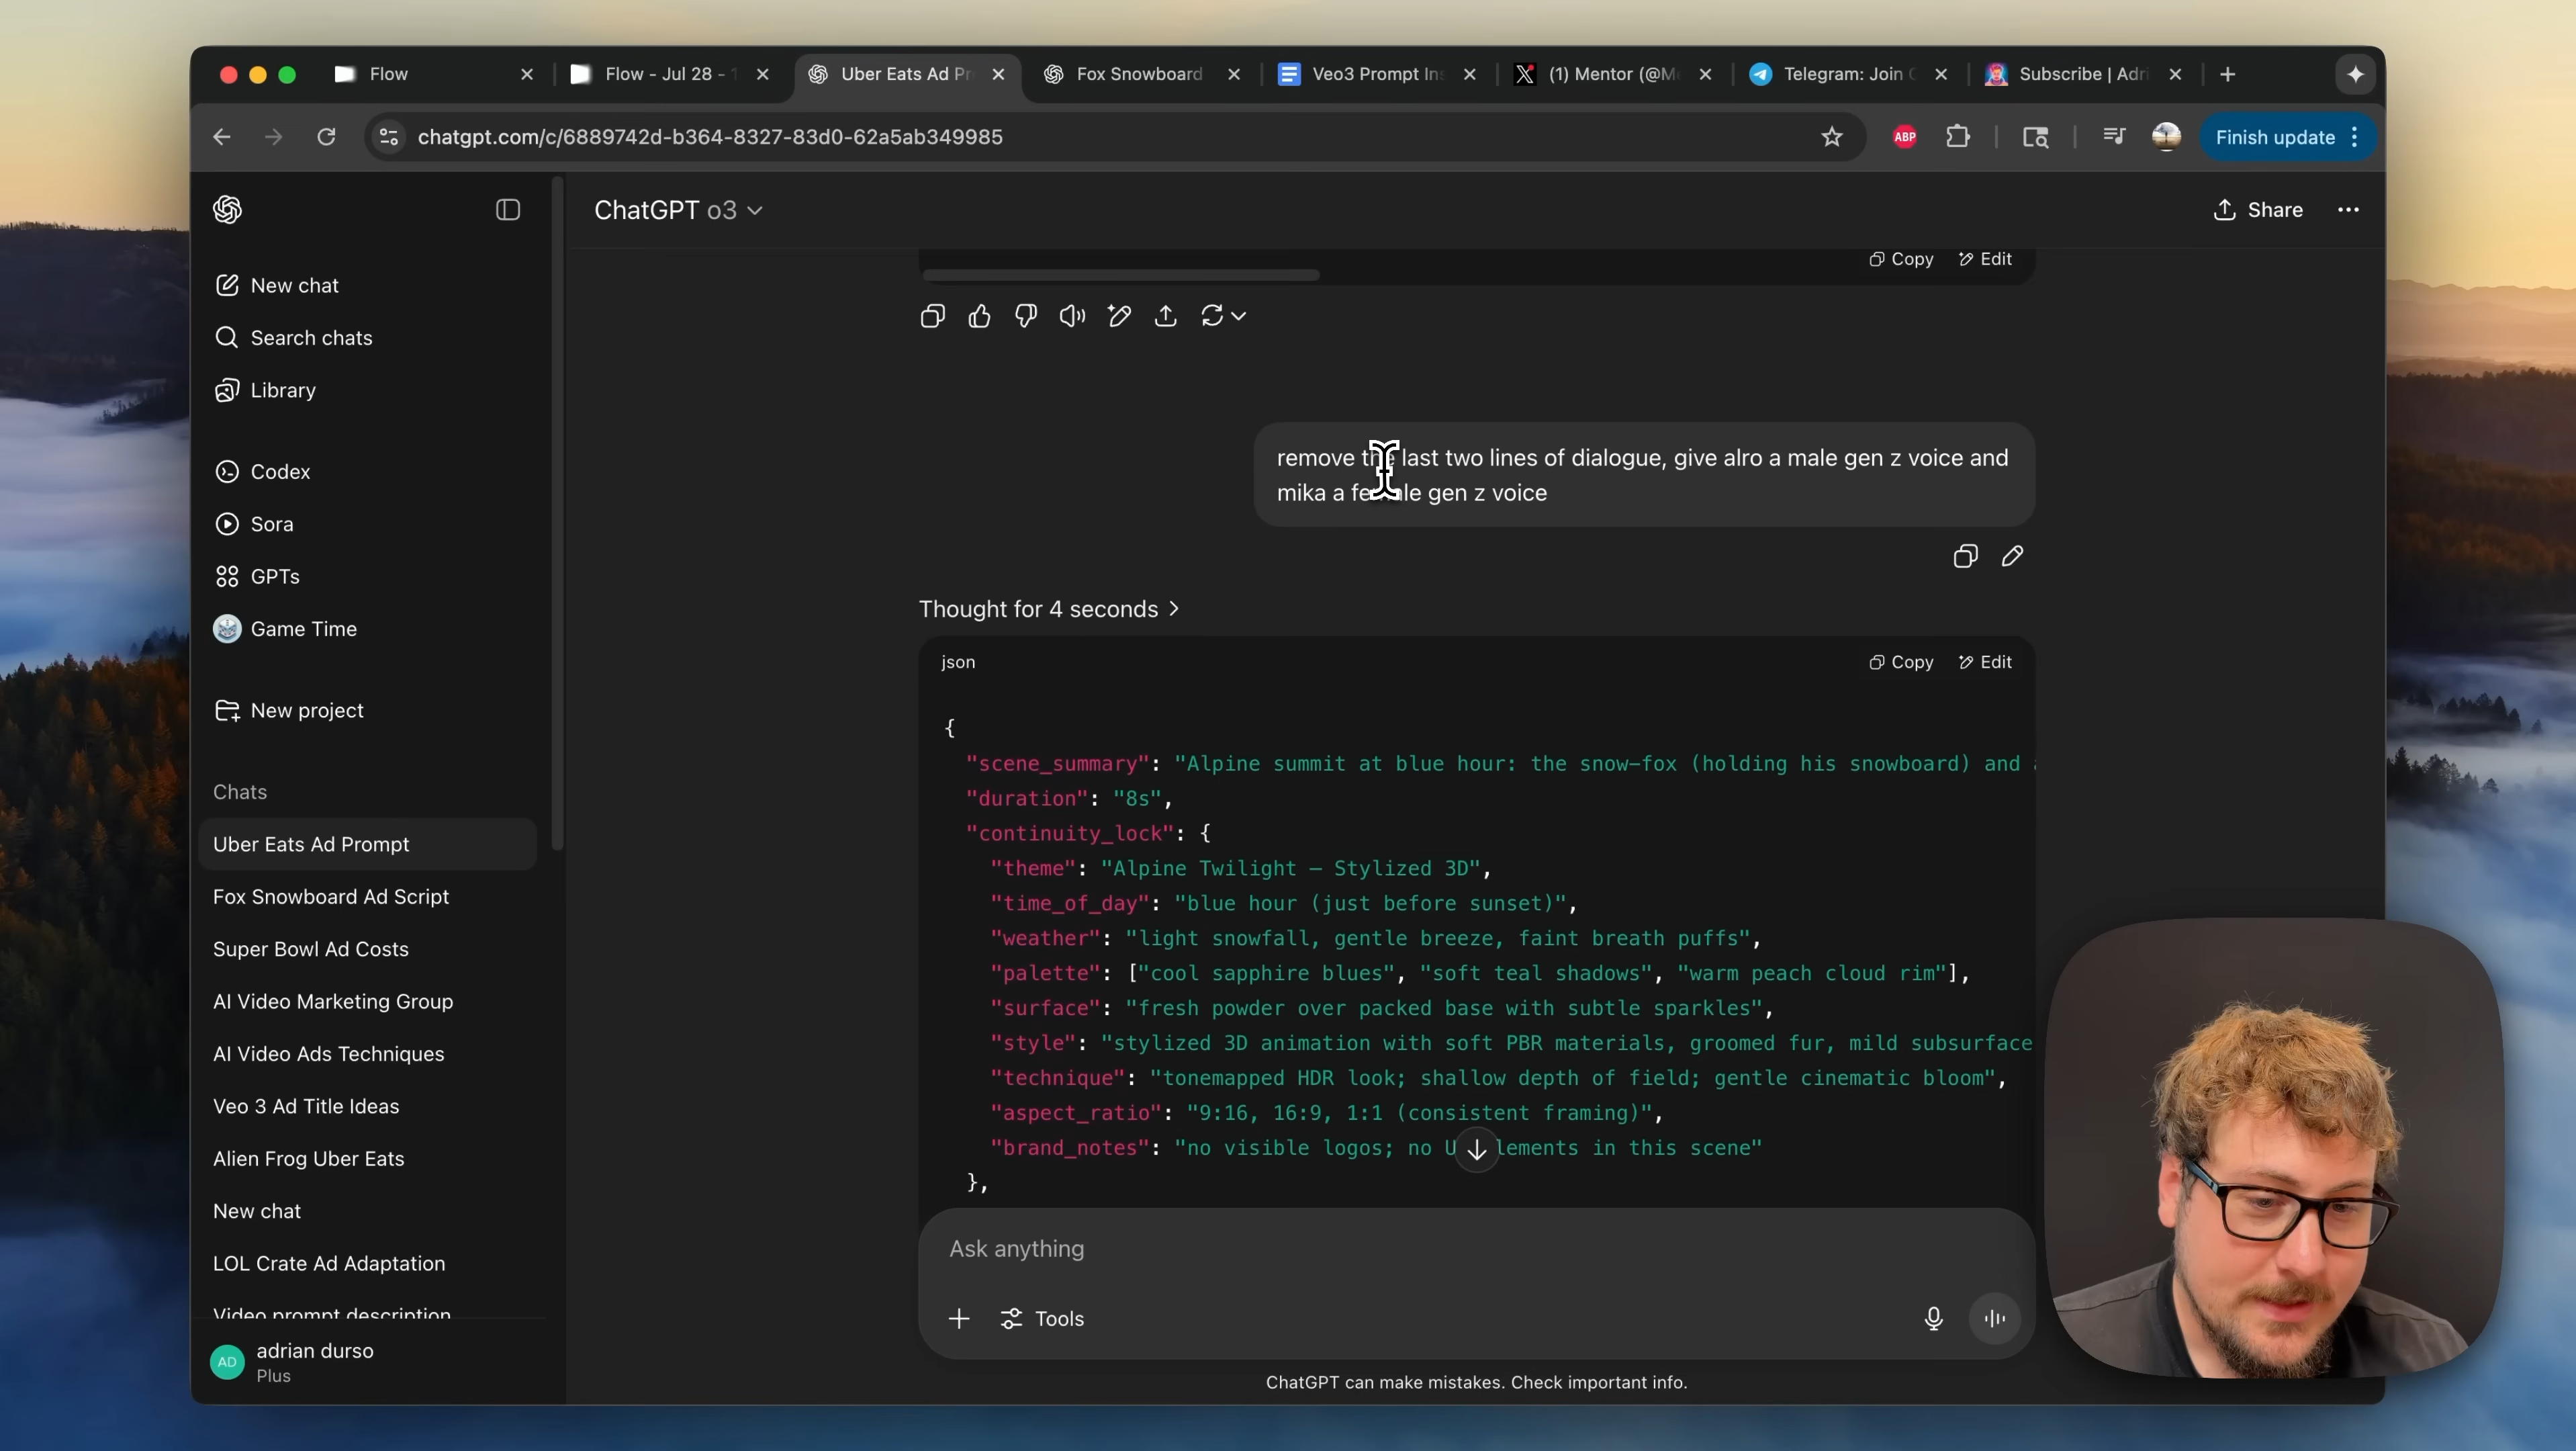 Flow
Flow - Jul 28 - 1
Uber Eats Ad Pr
Fox Snowboard
Veo3 Prompt Ins
(1) Mentor (@Me
Telegram: Join
Subscribe | Adri
chatgpt.com/c/6889742d-b364-8327-83d0-62a5ab349985
ABP
Finish update
ChatGPT o3
Share
New chat
Search chats
Library
Codex
Sora
GPTs
Game Time
New project
Chats
Uber Eats Ad Prompt
Fox Snowboard Ad Script
Super Bowl Ad Costs
AI Video Marketing Group
AI Video Ads Techniques
Veo 3 Ad Title Ideas
Alien Frog Uber Eats
New chat
LOL Crate Ad Adaptation
Video prompt description
AD
adrian durso
Plus
Copy
Edit
remove the last two lines of dialogue, give alro a male gen z voice and
mika a female gen z voice
Thought for 4 seconds
json
Copy
Edit
{
"scene_summary": "Alpine summit at blue hour: the snow-fox (holding his snowboard) and
"duration": "8s",
"continuity_lock": {
"theme": "Alpine Twilight – Stylized 3D",
"time_of_day": "blue hour (just before sunset)",
"weather": "light snowfall, gentle breeze, faint breath puffs",
"palette": ["cool sapphire blues", "soft teal shadows", "warm peach cloud rim"],
"surface": "fresh powder over packed base with subtle sparkles",
"style": "stylized 3D animation with soft PBR materials, groomed fur, mild subsurface
"technique": "tonemapped HDR look; shallow depth of field; gentle cinematic bloom",
"aspect_ratio": "9:16, 16:9, 1:1 (consistent framing)",
"brand_notes": "no visible logos; no U lements in this scene"
},
Ask anything
Tools
ChatGPT can make mistakes. Check important info.